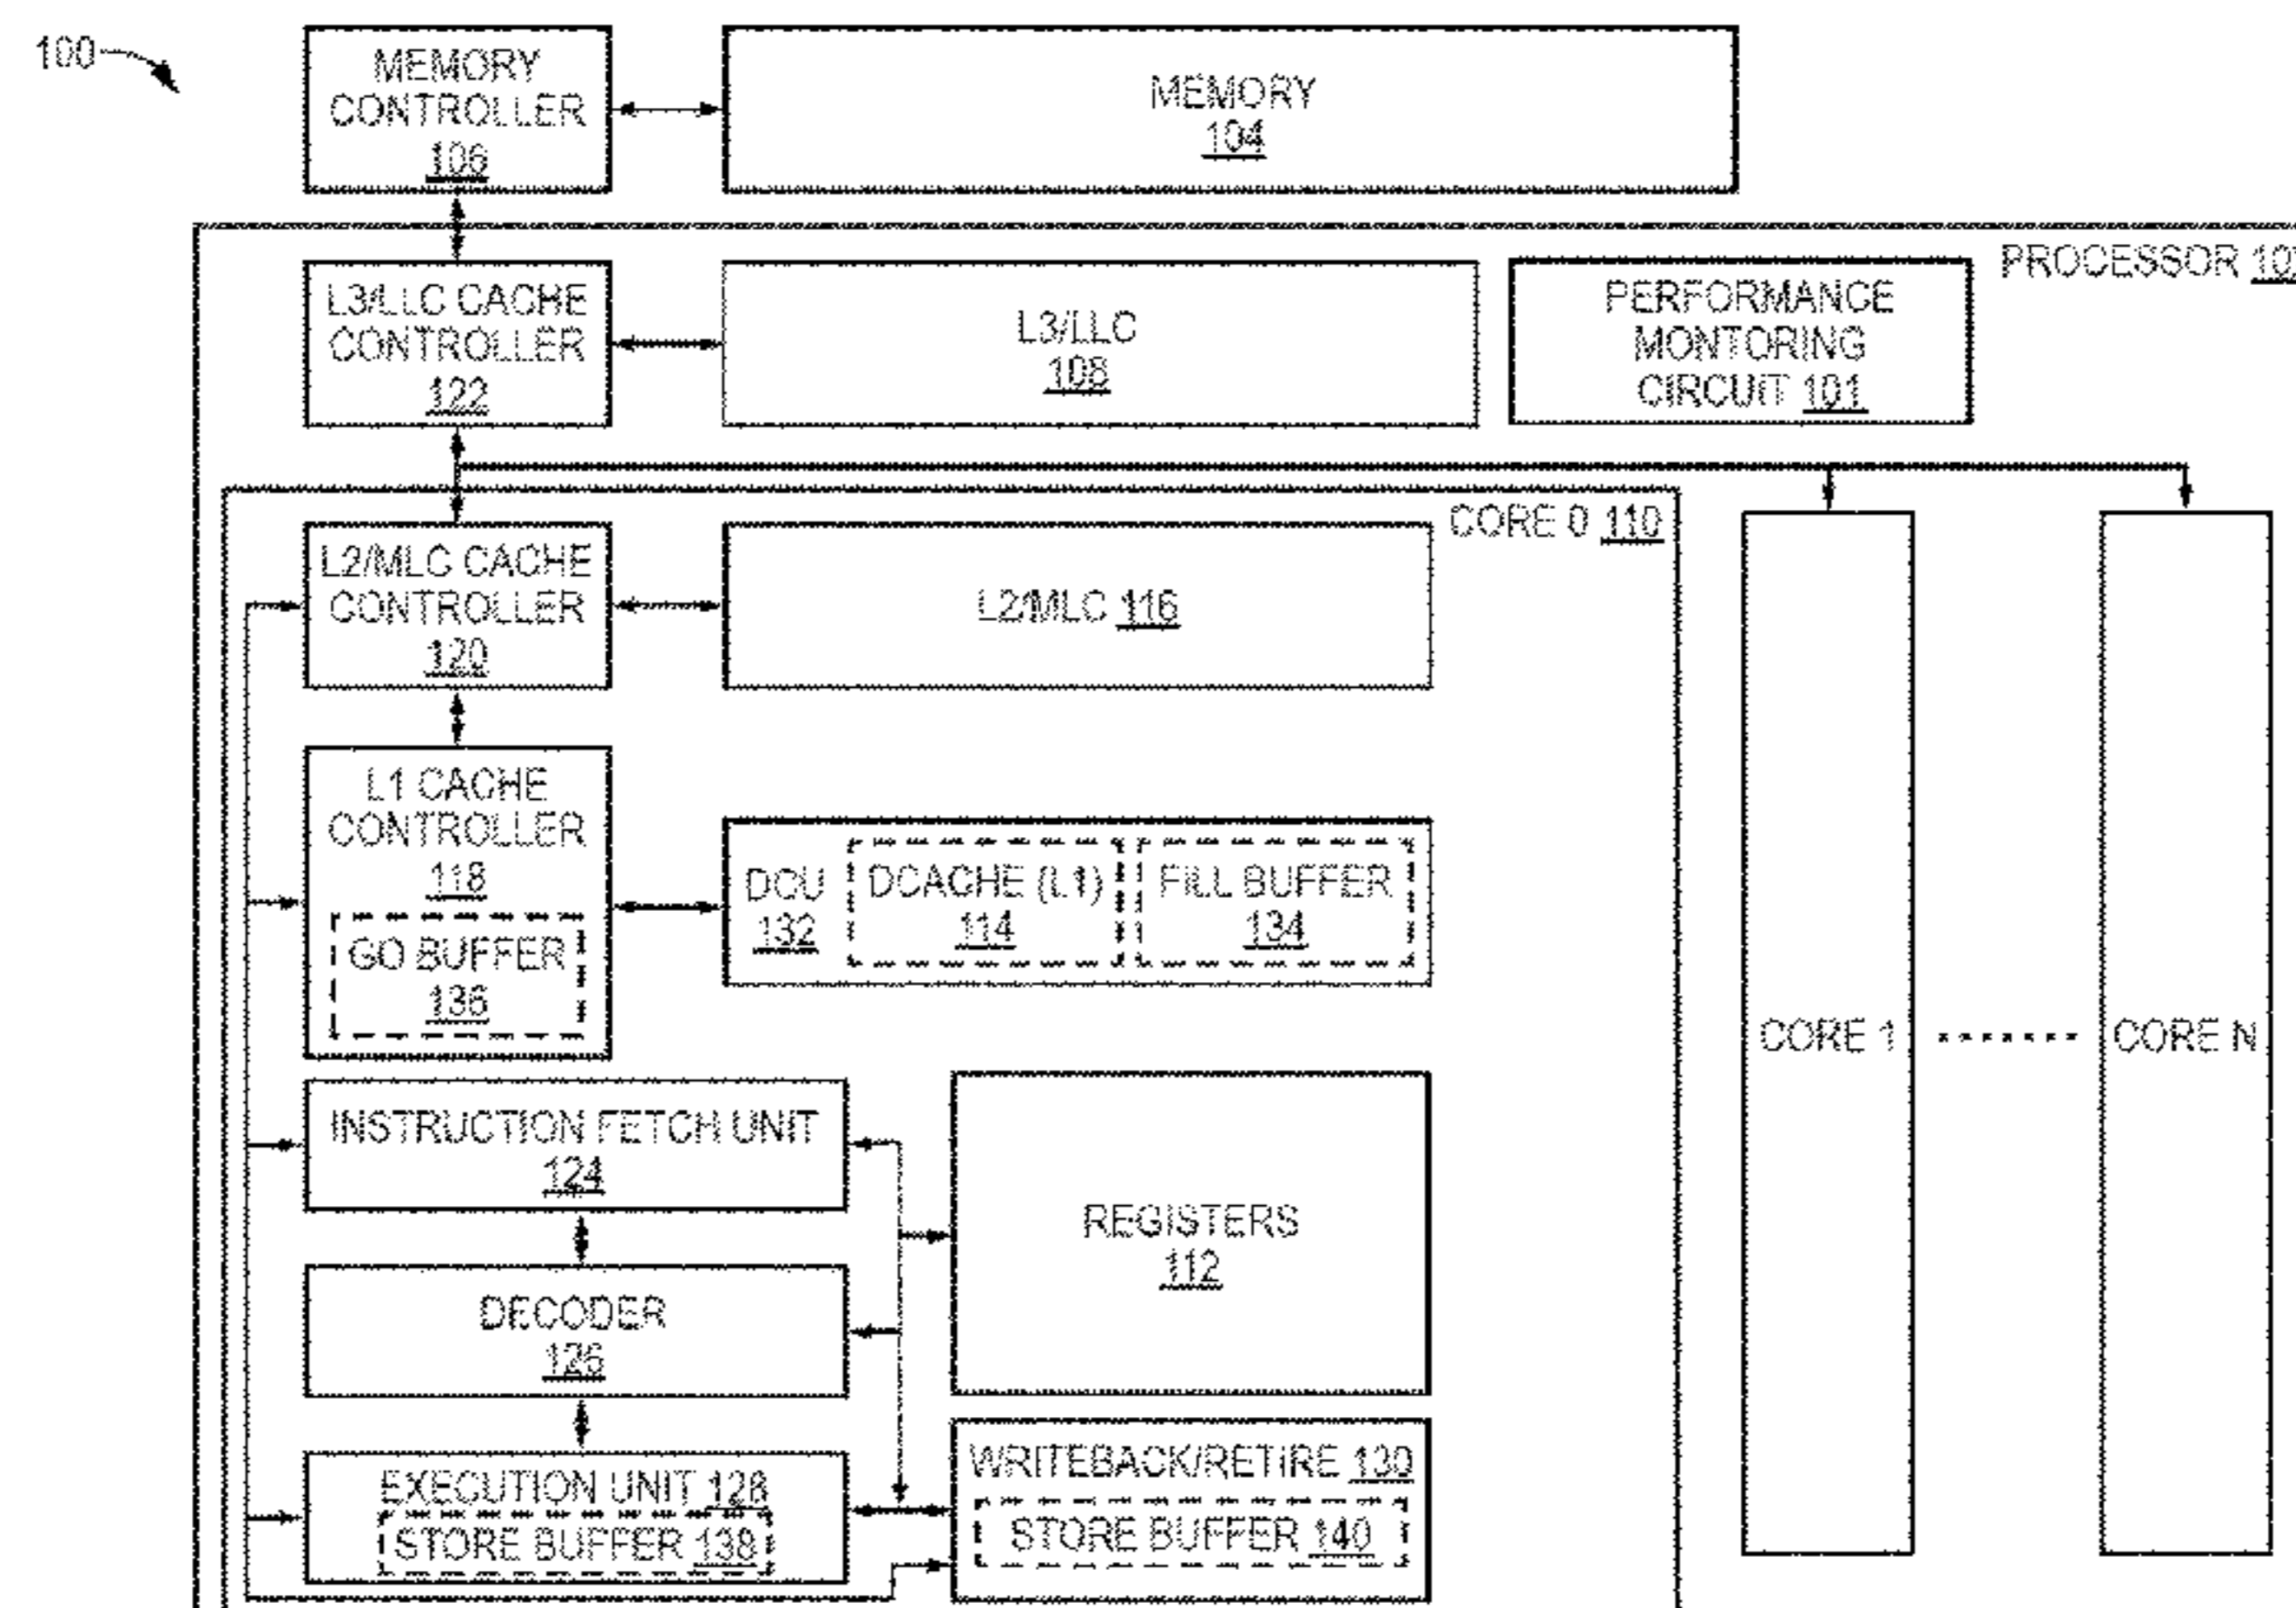 100
MEMORY
CONTROLLER
106
MEMORY
104
PROCESSOR
L3/LLC CACHE
CONTROLLER
122
L3/LLC
108
PERFORMANCE
MONTORING
CIRCUIT 101
CORE 0 110
L2/MLC CACHE
CONTROLLER
120
L2/MLC 116
L1 CACHE
CONTROLLER
118
GO BUFFER
136
DCU
132
DCACHE (L1)
114
FILL BUFFER
134
CORE 1
CORE N
INSTRUCTION FETCH UNIT
124
REGISTERS
112
DECODER
126
EXECUTION UNIT 128
STORE BUFFER 138
WRITEBACK/RETIRE 130
STORE BUFFER 140